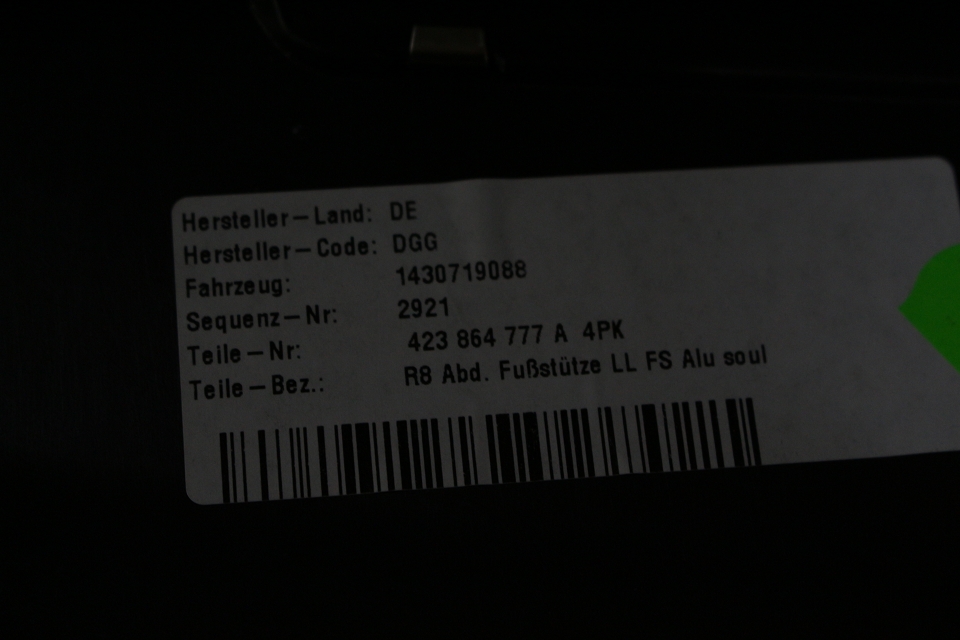 Hersteller-Land: DE
Hersteller-Code: DGG
Fahrzeug: 1430719088
Sequenz-Nr: 2921
Teile-Nr: 423 864 777 A 4PK
Teile-Bez.: R8 Abd. Fußstütze LL FS Alu soul